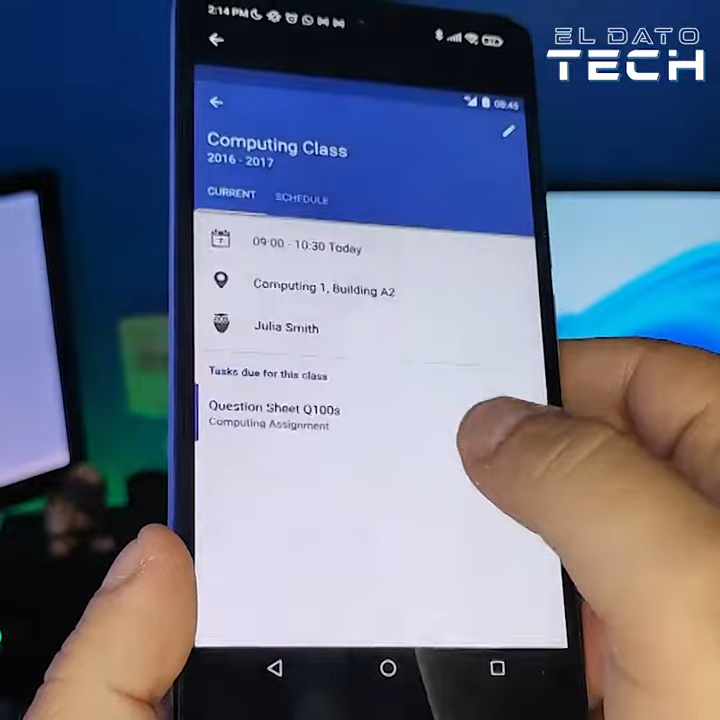 2:14 PM
EL DATO
TECH
08:45
Computing Class
2016 - 2017
CURRENT SCHEDULE
7
09:00 - 10:30 Today
Computing 1, Building A2
Julia Smith
Tasks due for this class
Question Sheet Q100s
Computing Assignment